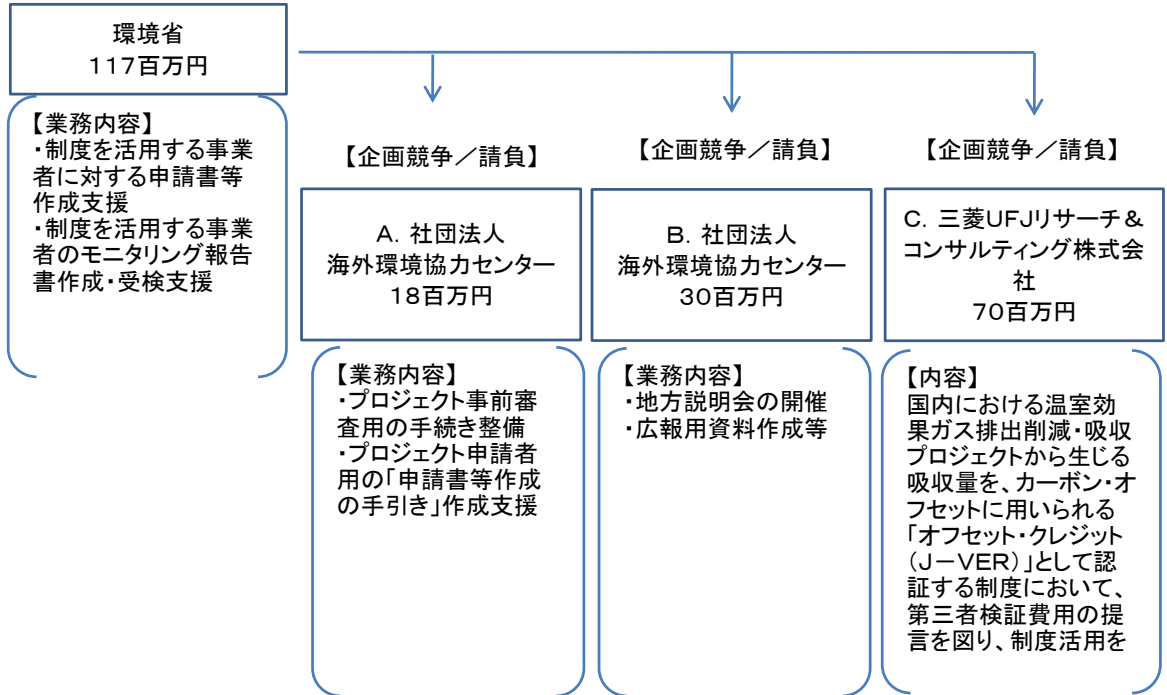 環境省
117百万円
【業務内容】
・制度を活用する事業
者に対する申請書等
作成支援
・制度を活用する事業
者のモニタリング報告
書作成・受検支援
【企画競争／請負】
A．社団法人
海外環境協力センター
18百万円
【業務内容】
・プロジェクト事前審
査用の手続き整備
・プロジェクト申請者
用の「申請書等作成
の手引き」作成支援
【企画競争／請負】
B．社団法人
海外環境協力センター
30百万円
【業務内容】
・地方説明会の開催
・広報用資料作成等
【企画競争／請負】
C．三菱UFJリサーチ＆
コンサルティング株式会
社
70百万円
【内容】
国内における温室効
果ガス排出削減・吸収
プロジェクトから生じる
吸収量を、カーボン・オ
フセットに用いられる
「オフセット・クレジット
（J－VER）」として認
証する制度において、
第三者検証費用の提
言を図り、制度活用を